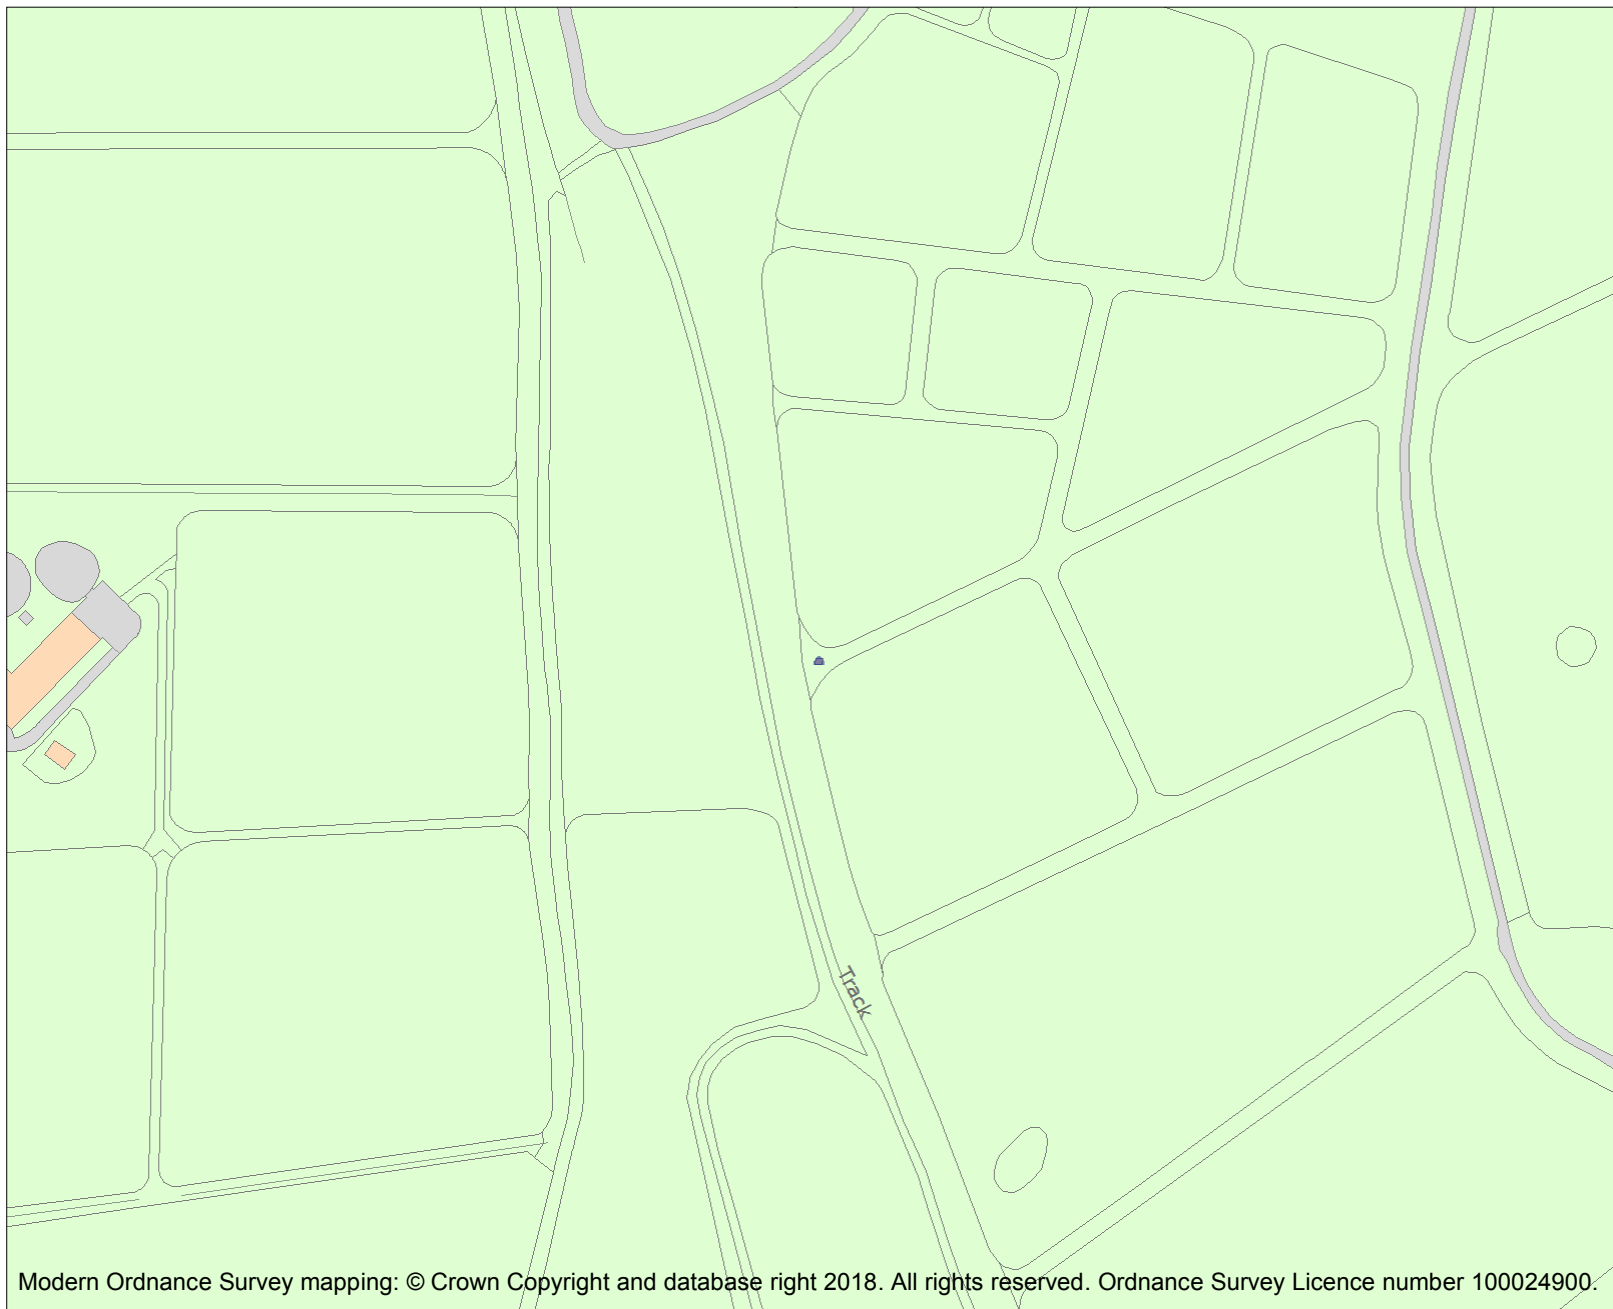 Track
Modern Ordnance Survey mapping: © Crown Copyright and database right 2018. All rights reserved. Ordnance Survey Licence number 100024900.